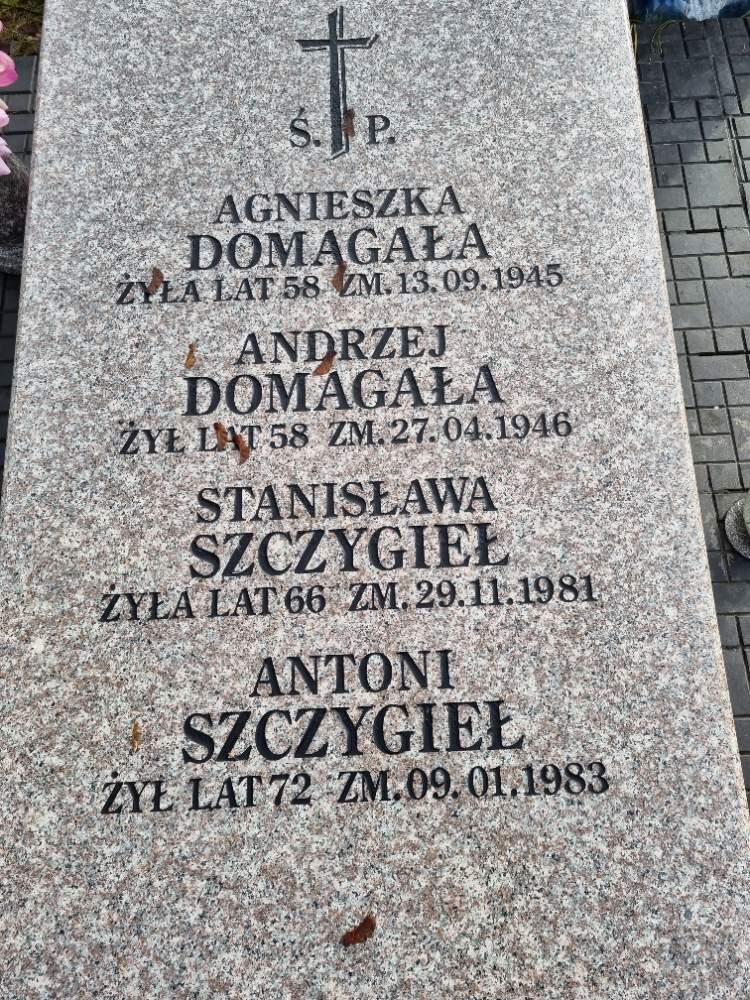 Ś. P.
AGNIESZKA
DOMAGAŁA
ŻYŁA LAT 58 ZM. 13.09.1945
ANDRZEJ
DOMAGAŁA
ŻYŁ LAT 58 ZM. 27.04.1946
STANISŁAWA
SZCZYGIEŁ
ŻYŁA LAT 66 ZM. 29.11.1981
ANTONI
SZCZYGIEŁ
ŻYŁ LAT 72 ZM. 09.01.1983